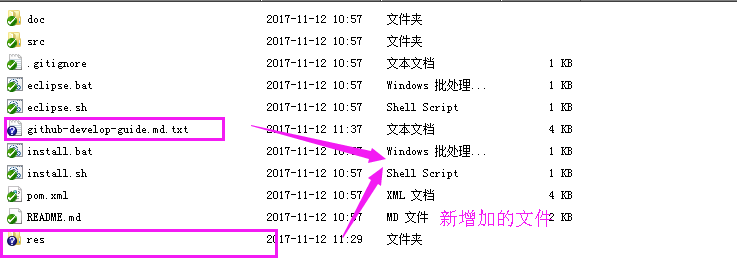 doc 2017-11-12 10:57 文件夹
src 2017-11-12 10:57 文件夹
.gitignore 2017-11-12 10:57 文本文档 1 KB
eclipse.bat 2017-11-12 10:57 Windows 批处理... 1 KB
eclipse.sh 2017-11-12 10:57 Shell Script 1 KB
github-develop-guide.md.txt 2017-11-12 11:37 文本文档 4 KB
install.bat 2017-11-12 10:57 Windows 批处理... 1 KB
install.sh 2017-11-12 10:57 Shell Script 1 KB
pom.xml 2017-11-12 10:57 XML 文档 4 KB
README.md 2017-11-12 10:57 MD 文件 2 KB
新增加的文件
res 2017-11-12 11:29 文件夹